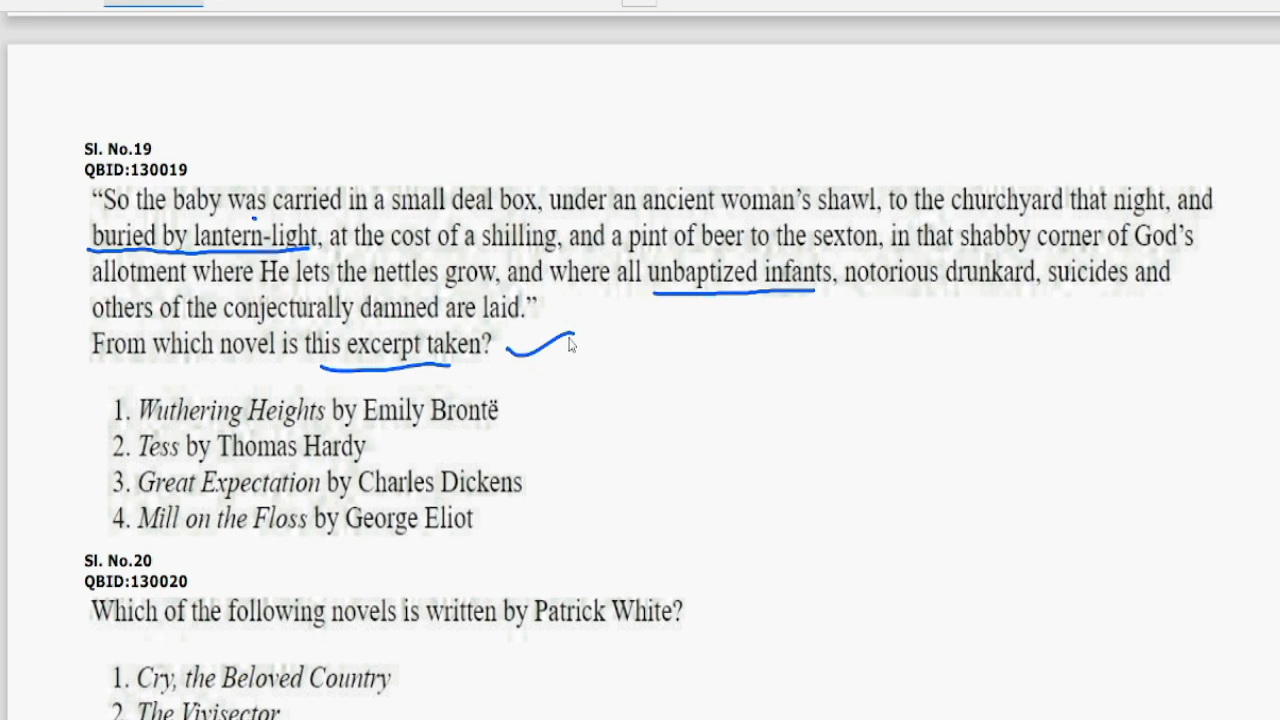 Sl. No.19
QBID:130019
“So the baby was carried in a small deal box, under an ancient woman’s shawl, to the churchyard that night, and
buried by lantern-light, at the cost of a shilling, and a pint of beer to the sexton, in that shabby corner of God’s
allotment where He lets the nettles grow, and where all unbaptized infants, notorious drunkard, suicides and
others of the conjecturally damned are laid.”
From which novel is this excerpt taken?
1. Wuthering Heights by Emily Brontë
2. Tess by Thomas Hardy
3. Great Expectation by Charles Dickens
4. Mill on the Floss by George Eliot
Sl. No.20
QBID:130020
Which of the following novels is written by Patrick White?
1. Cry, the Beloved Country
2. The Vivisector